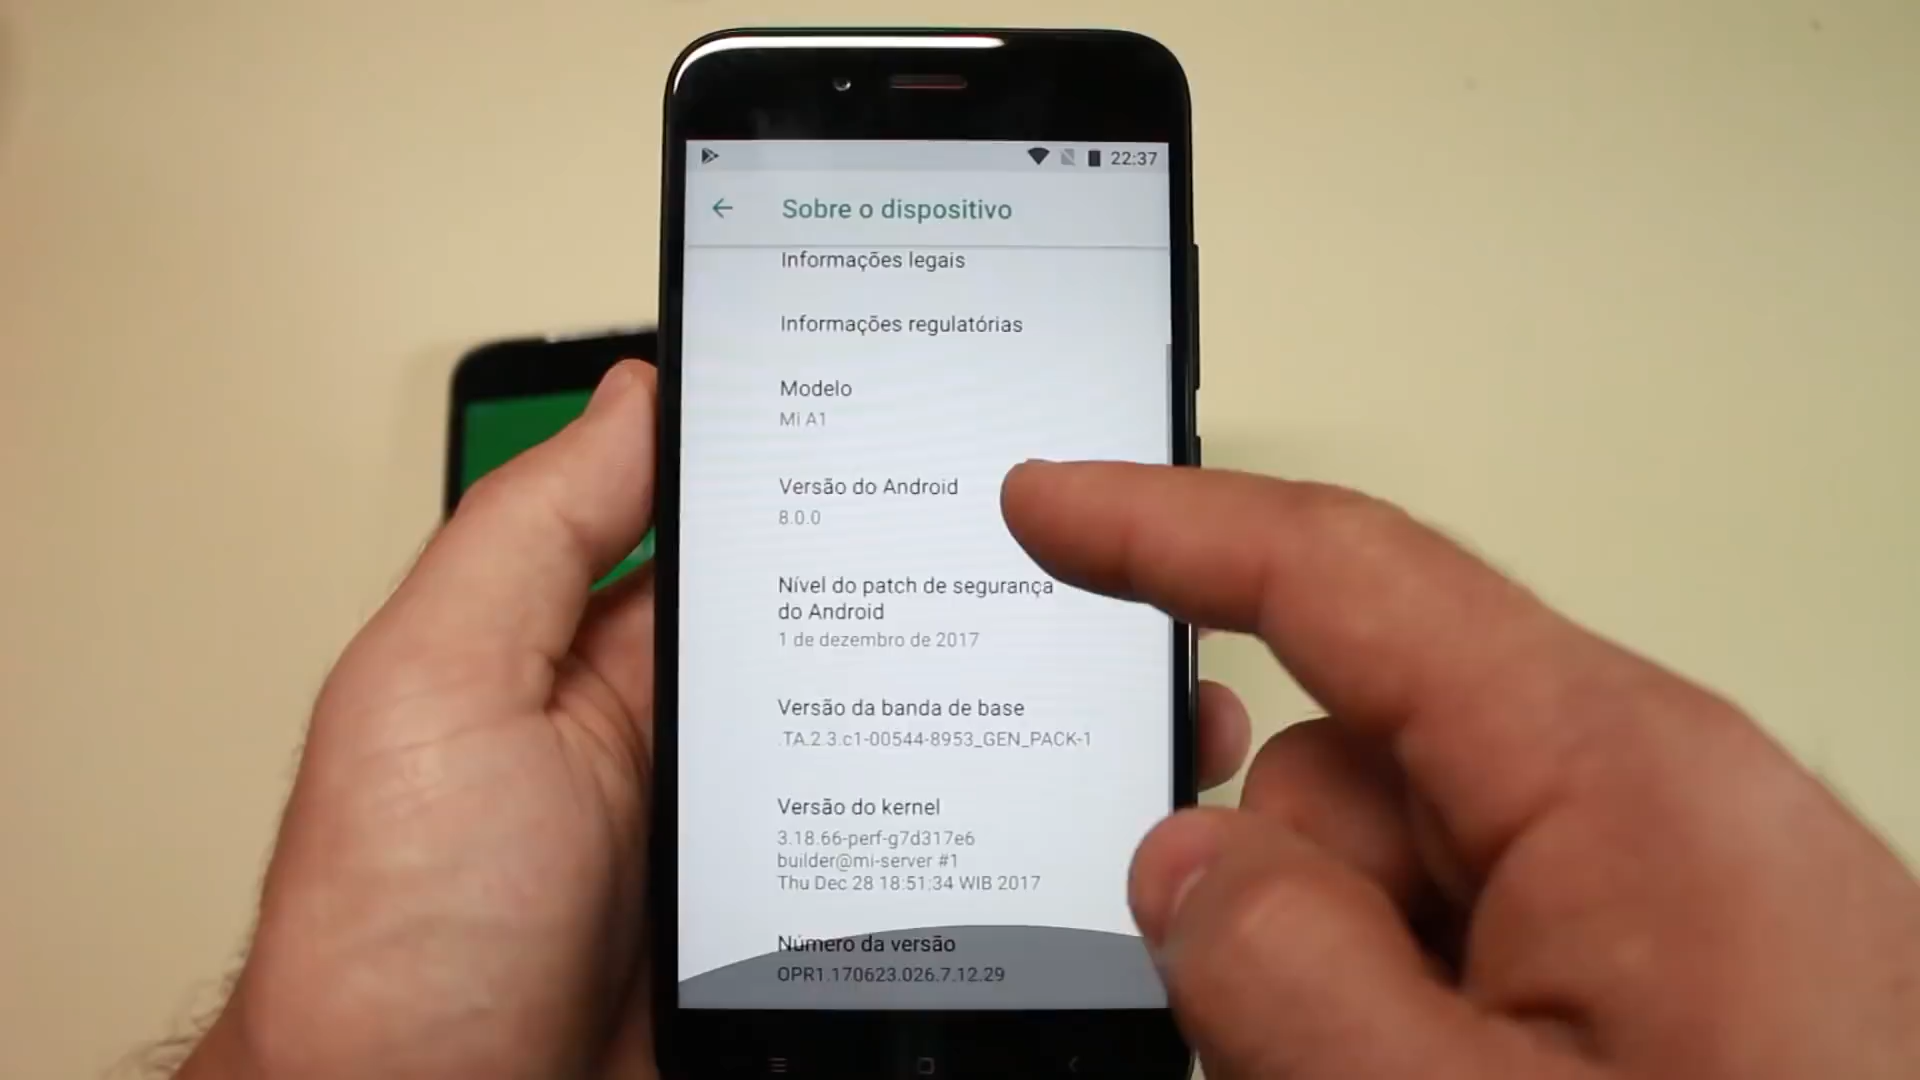 22:37
Sobre o dispositivo
Informações legais
Informações regulatórias
Modelo
Mi A1
Versão do Android
8.0.0
Nível do patch de segurança
do Android
1 de dezembro de 2017
Versão da banda de base
.TA.2.3.c1-00544-8953_GEN_PACK-1
Versão do kernel
3.18.66-perf-g7d317e6
builder@mi-server #1
Thu Dec 28 18:51:34 WIB 2017
Número da versão
OPR1.170623.026.7.12.29